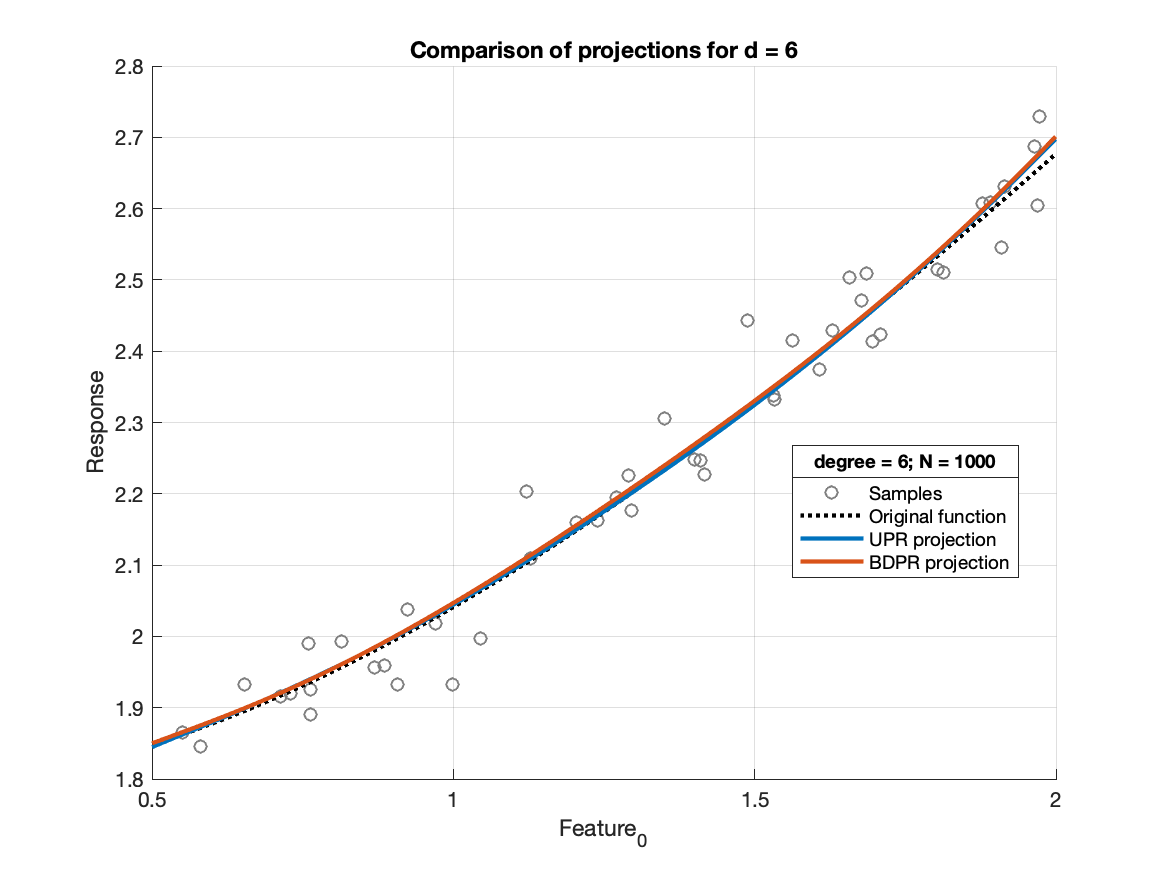 Comparison of projections for d = 6
2.8
2.7
2.6
2.5
2.4
2.3
2.2
2.1
2
1.9
1.8
Response
degree = 6; N = 1000
Samples
Original function
UPR projection
BDPR projection
0.5
1
1.5
2
Feature0